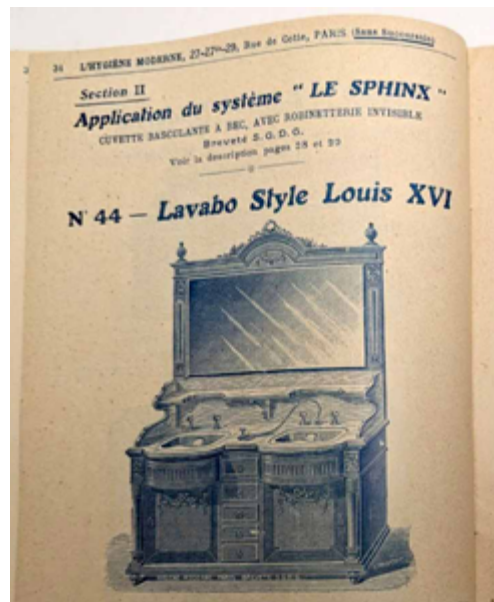 34 L'HYGIÈNE MODERNE, 27-27bis-29, Rue de Cotte, PARIS (Sans Succursale)
Section II
Application du système " LE SPHINX "
CUVETTE BASCULANTE A BEC, AVEC ROBINETTERIE INVISIBLE
Breveté S. G. D. G.
Voir la description pages 28 et 29
N° 44 — Lavabo Style Louis XVI